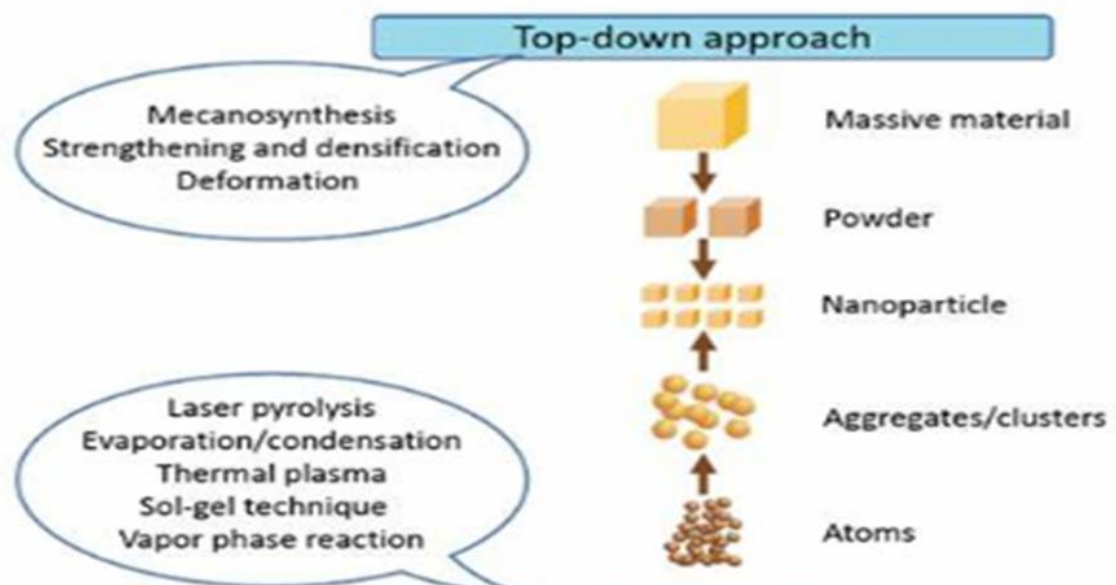 Top-down approach
Mecanosynthesis
Strengthening and densification
Deformation
Massive material
Powder
Nanoparticle
Laser pyrolysis
Evaporation/condensation
Thermal plasma
Sol-gel technique
Vapor phase reaction
Aggregates/clusters
Atoms